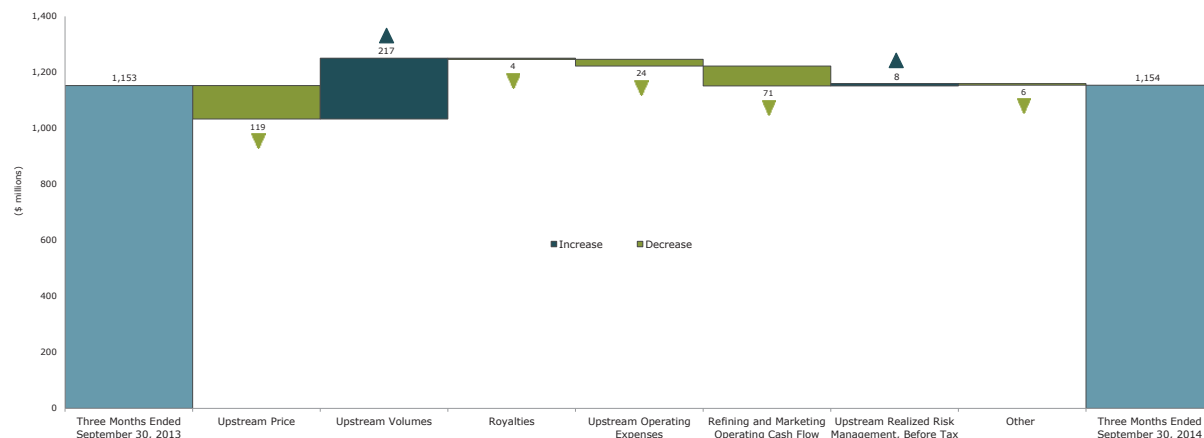 1,400
1,200
1,000
800
600
400
200
0
($ millions)
1,153
119
217
4
24
71
8
6
1,154
Increase
Decrease
Three Months Ended
September 30, 2013
Upstream Price
Upstream Volumes
Royalties
Upstream Operating
Expenses
Refining and Marketing
Operating Cash Flow
Upstream Realized Risk
Management, Before Tax
Other
Three Months Ended
September 30, 2014